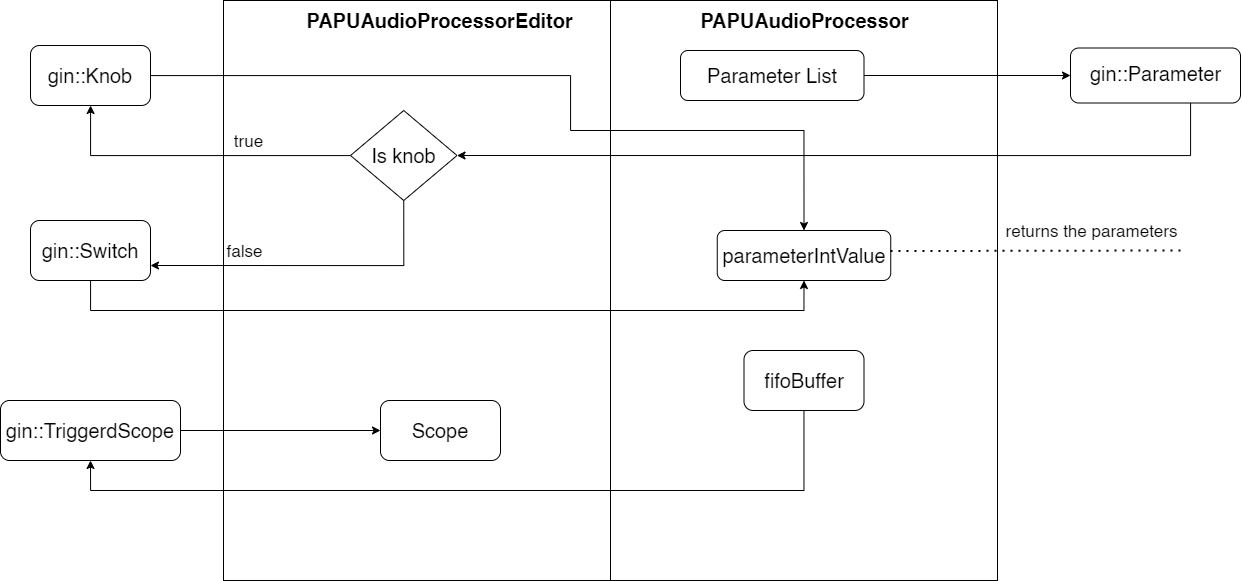 PAPUAudioProcessorEditor
PAPUAudioProcessor
gin::Knob
Parameter List
gin::Parameter
true
Is knob
gin::Switch
false
returns the parameters
parameterIntValue
fifoBuffer
gin::TriggerdScope
Scope